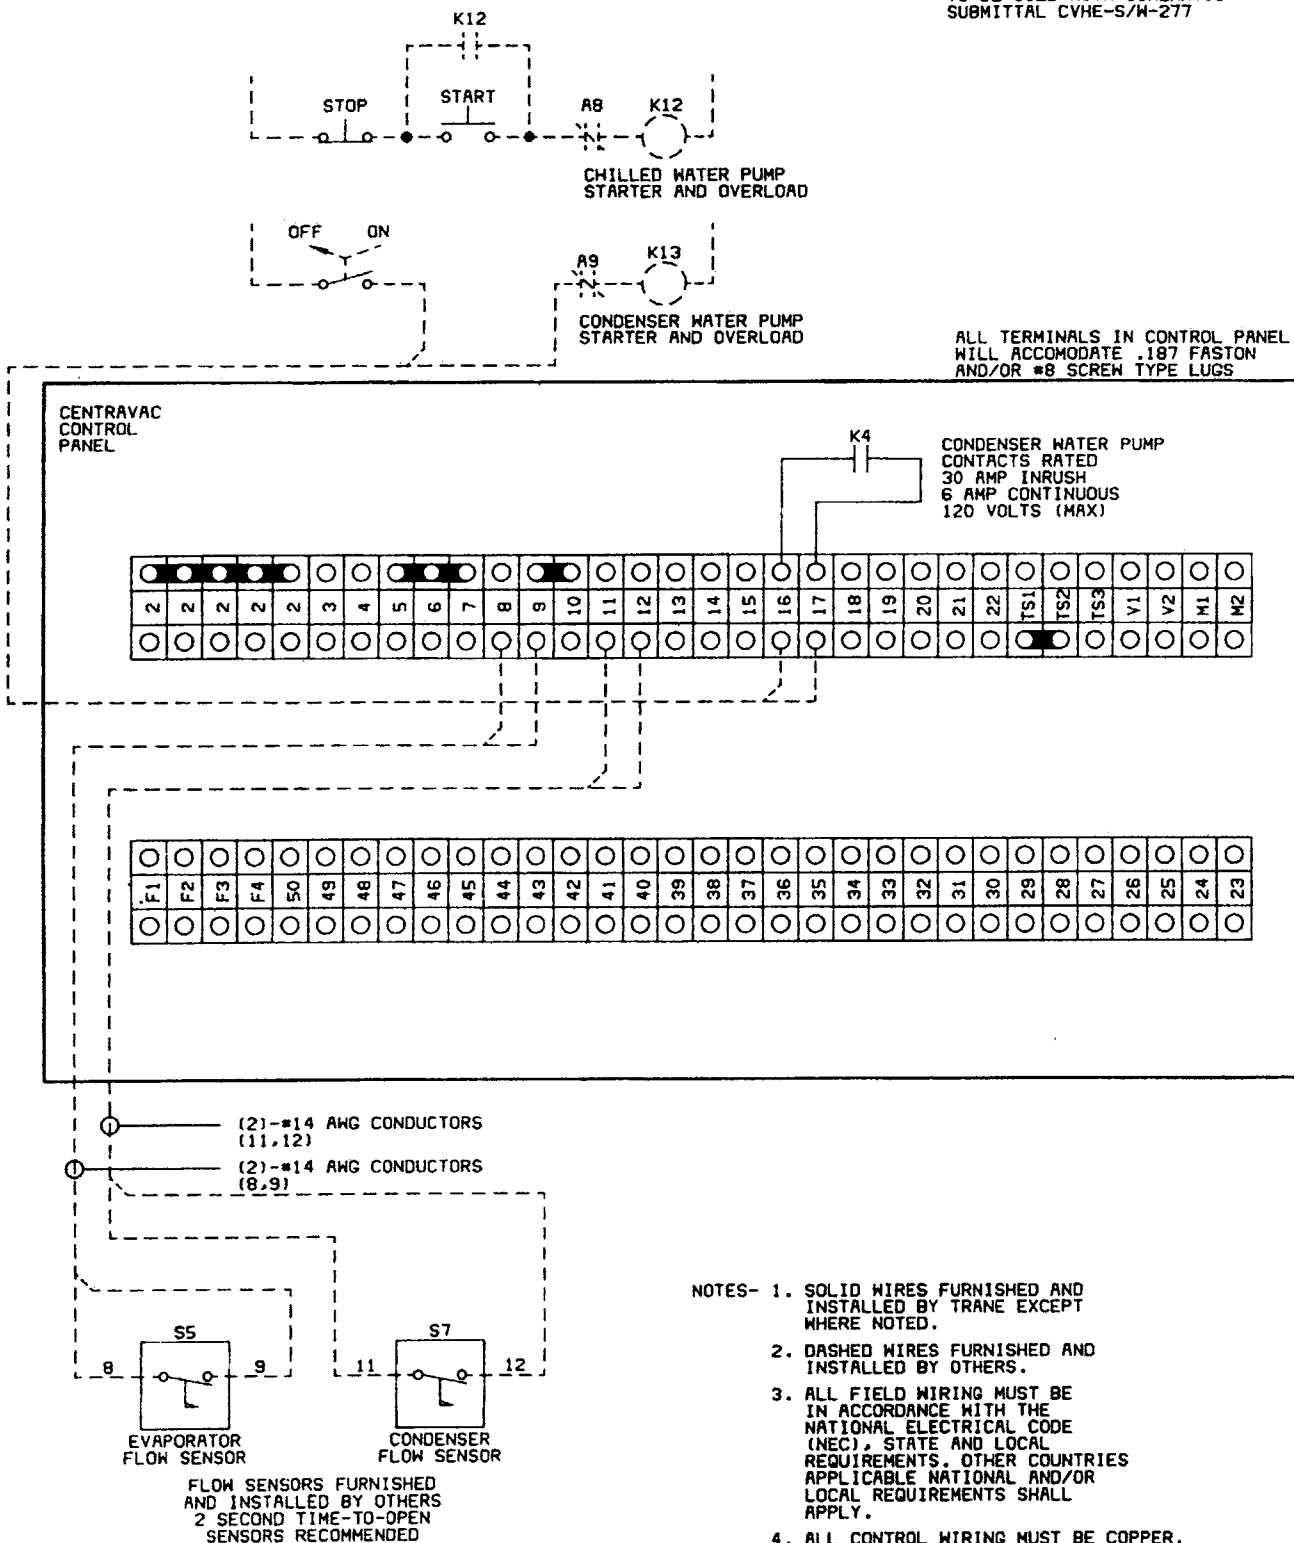 SUBMITTAL CVHE-S/W-277
K12
STOP
START
A8
K12
CHILLED WATER PUMP
STARTER AND OVERLOAD
OFF
ON
A9
K13
CONDENSER WATER PUMP
STARTER AND OVERLOAD
ALL TERMINALS IN CONTROL PANEL
WILL ACCOMODATE .187 FASTON
AND/OR #8 SCREW TYPE LUGS
CENTRAVAC
CONTROL
PANEL
K4
CONDENSER WATER PUMP
CONTACTS RATED
30 AMP INRUSH
6 AMP CONTINUOUS
120 VOLTS (MAX)
2 2 2 2 2 3 4 5 6 7 8 9 10 11 12 13 14 15 16 17 18 19 20 21 22 TS1 TS2 TS3 V1 V2 M1 M2
F1 F2 F3 F4 50 49 48 47 46 45 44 43 42 41 40 39 38 37 36 35 34 33 32 31 30 29 28 27 26 25 24 23
(2)-#14 AWG CONDUCTORS
(11,12)
(2)-#14 AWG CONDUCTORS
(8,9)
S5
8
9
EVAPORATOR
FLOW SENSOR
S7
11
12
CONDENSER
FLOW SENSOR
FLOW SENSORS FURNISHED
AND INSTALLED BY OTHERS
2 SECOND TIME-TO-OPEN
SENSORS RECOMMENDED
NOTES- 1. SOLID WIRES FURNISHED AND
INSTALLED BY TRANE EXCEPT
WHERE NOTED.
2. DASHED WIRES FURNISHED AND
INSTALLED BY OTHERS.
3. ALL FIELD WIRING MUST BE
IN ACCORDANCE WITH THE
NATIONAL ELECTRICAL CODE
(NEC), STATE AND LOCAL
REQUIREMENTS. OTHER COUNTRIES
APPLICABLE NATIONAL AND/OR
LOCAL REQUIREMENTS SHALL
APPLY.
4. ALL CONTROL WIRING MUST BE COPPER.